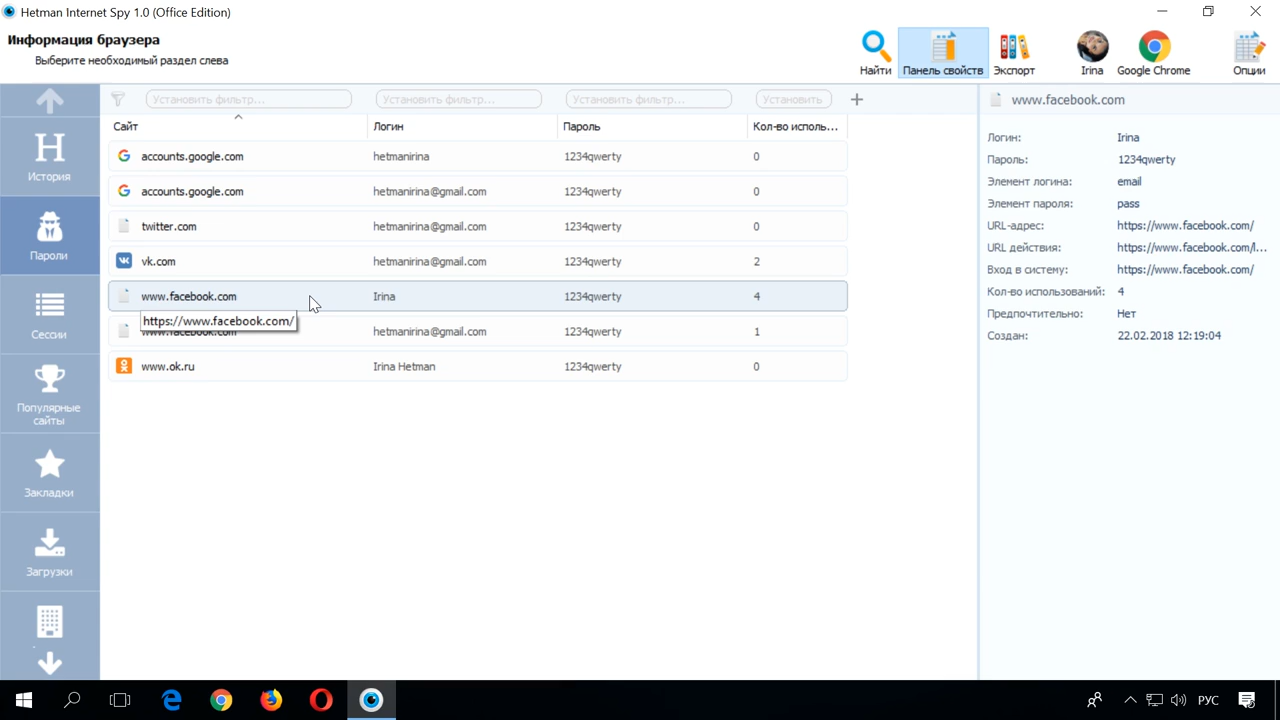 Hetman Internet Spy 1.0 (Office Edition)
Информация браузера
Выберите необходимый раздел слева
Найти
Панель свойств
Экспорт
Irina
Google Chrome
Опции
История
Пароли
Сессии
Популярные
сайты
Закладки
Загрузки
Установить фильтр...
Установить фильтр...
Установить фильтр...
Установить
Сайт
Логин
Пароль
Кол-во исполь...
accounts.google.com hetmanirina 1234qwerty 0
accounts.google.com hetmanirina@gmail.com 1234qwerty 0
twitter.com hetmanirina@gmail.com 1234qwerty 0
vk.com hetmanirina@gmail.com 1234qwerty 2
www.facebook.com Irina 1234qwerty 4
https://www.facebook.com/
www.facebook.com hetmanirina@gmail.com 1234qwerty 1
www.ok.ru Irina Hetman 1234qwerty 0
www.facebook.com
Логин: Irina
Пароль: 1234qwerty
Элемент логина: email
Элемент пароля: pass
URL-адрес: https://www.facebook.com/
URL действия: https://www.facebook.com/l...
Вход в систему: https://www.facebook.com/
Кол-во использований: 4
Предпочтительно: Нет
Создан: 22.02.2018 12:19:04
РУС